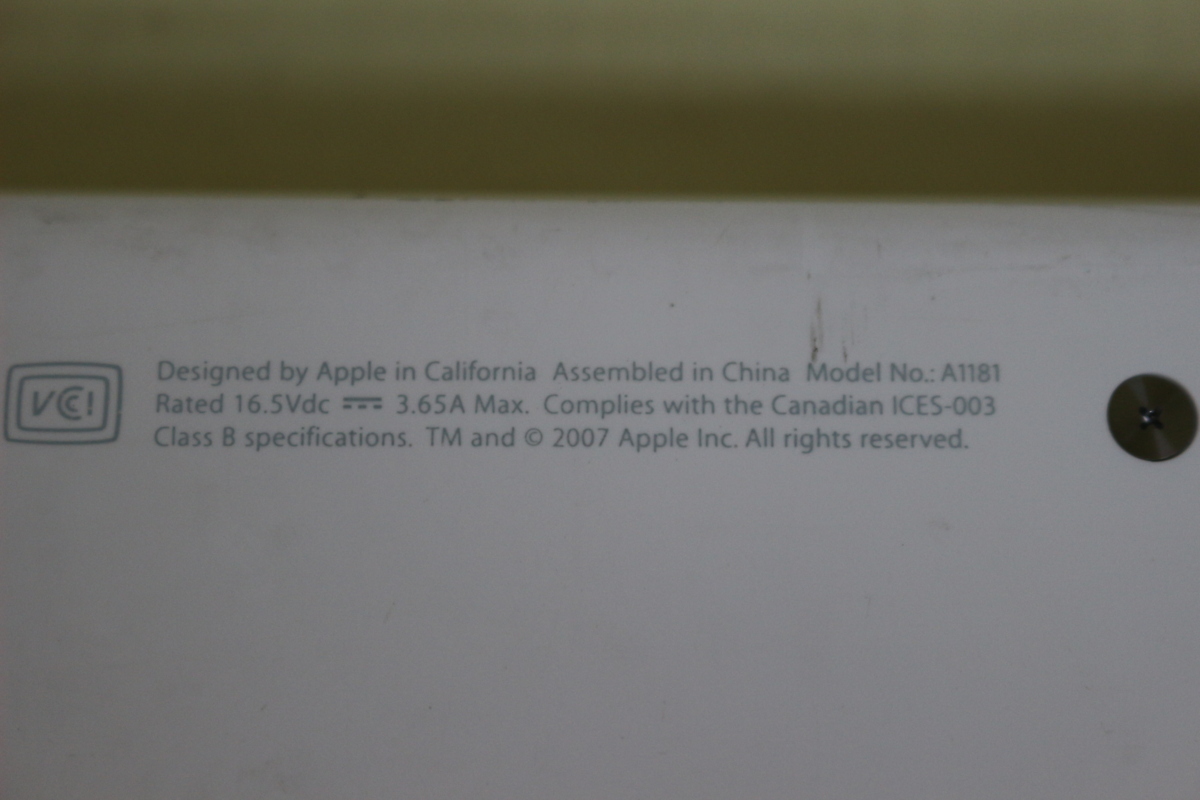 VCI
Designed by Apple in California Assembled in China Model No.: A1181
Rated 16.5Vdc ⎓ 3.65A Max. Complies with the Canadian ICES-003
Class B specifications. TM and © 2007 Apple Inc. All rights reserved.